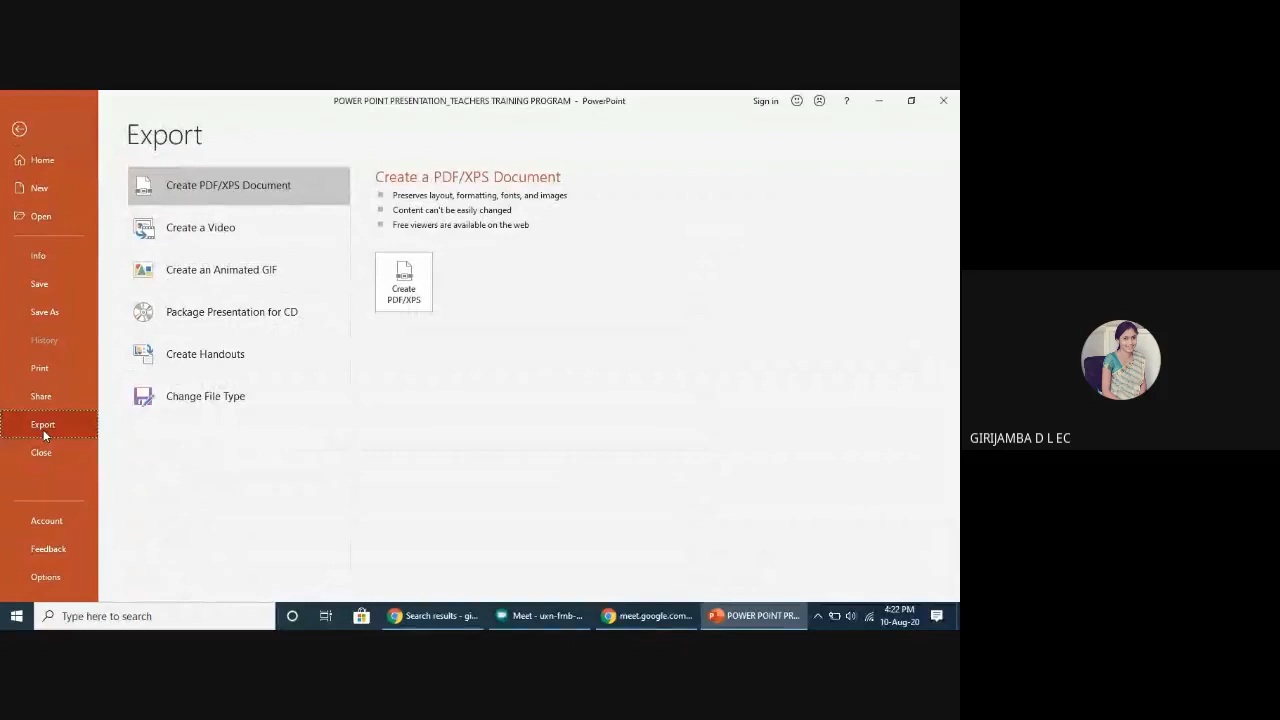 POWER POINT PRESENTATION_TEACHERS TRAINING PROGRAM - PowerPoint
Sign in
?
Export
Home
New
Open
Info
Save
Save As
History
Print
Share
Export
Close
Account
Feedback
Options
Create PDF/XPS Document
Create a Video
Create an Animated GIF
Package Presentation for CD
Create Handouts
Change File Type
Create a PDF/XPS Document
Preserves layout, formatting, fonts, and images
Content can't be easily changed
Free viewers are available on the web
Create
PDF/XPS
GIRIJAMBA D L EC
Type here to search
Search results - gi...
Meet - uxn-frnb-...
meet.google.com...
POWER POINT PR...
4:22 PM
10-Aug-20